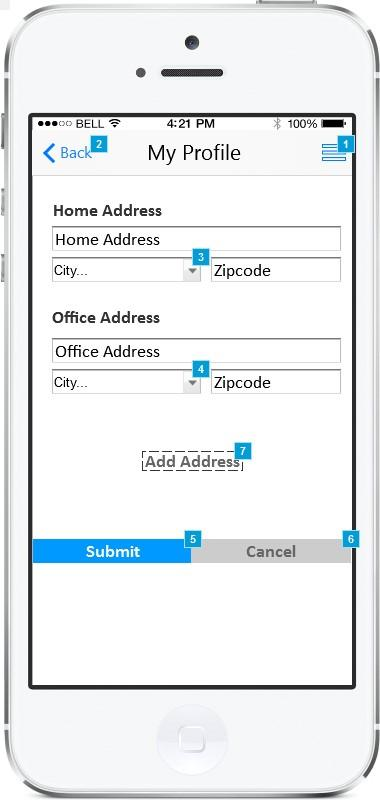 ●●●○○ BELL 4:21 PM 100%
Back 2 My Profile 1
Home Address
Home Address
City... 3 Zipcode
Office Address
Office Address
City... 4 Zipcode
Add Address 7
Submit 5 Cancel 6